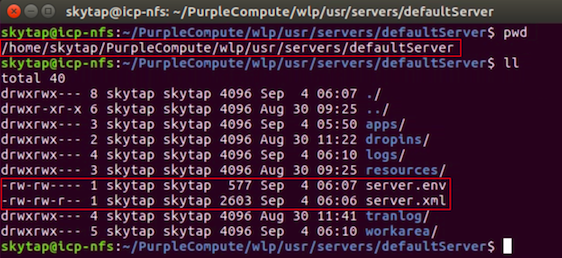 skytap@icp-nfs: ~/PurpleCompute/wlp/usr/servers/defaultServer
skytap@icp-nfs:~/PurpleCompute/wlp/usr/servers/defaultServer$ pwd
/home/skytap/PurpleCompute/wlp/usr/servers/defaultServer
skytap@icp-nfs:~/PurpleCompute/wlp/usr/servers/defaultServer$ ll
total 40
drwxrwx--- 8 skytap skytap 4096 Sep  4 06:07 ./
drwxr-xr-x 6 skytap skytap 4096 Aug 30 09:25 ../
drwxrwx--- 3 skytap skytap 4096 Sep  4 05:50 apps/
drwxrwx--- 2 skytap skytap 4096 Aug 30 11:22 dropins/
drwxrwx--- 4 skytap skytap 4096 Sep  4 06:10 logs/
drwxrwx--- 3 skytap skytap 4096 Aug 30 09:25 resources/
-rw-rw---- 1 skytap skytap  577 Sep  4 06:07 server.env
-rw-rw-r-- 1 skytap skytap 2603 Sep  4 06:06 server.xml
drwxrwx--- 4 skytap skytap 4096 Aug 30 11:41 tranlog/
drwxrwx--- 5 skytap skytap 4096 Sep  4 06:10 workarea/
skytap@icp-nfs:~/PurpleCompute/wlp/usr/servers/defaultServer$